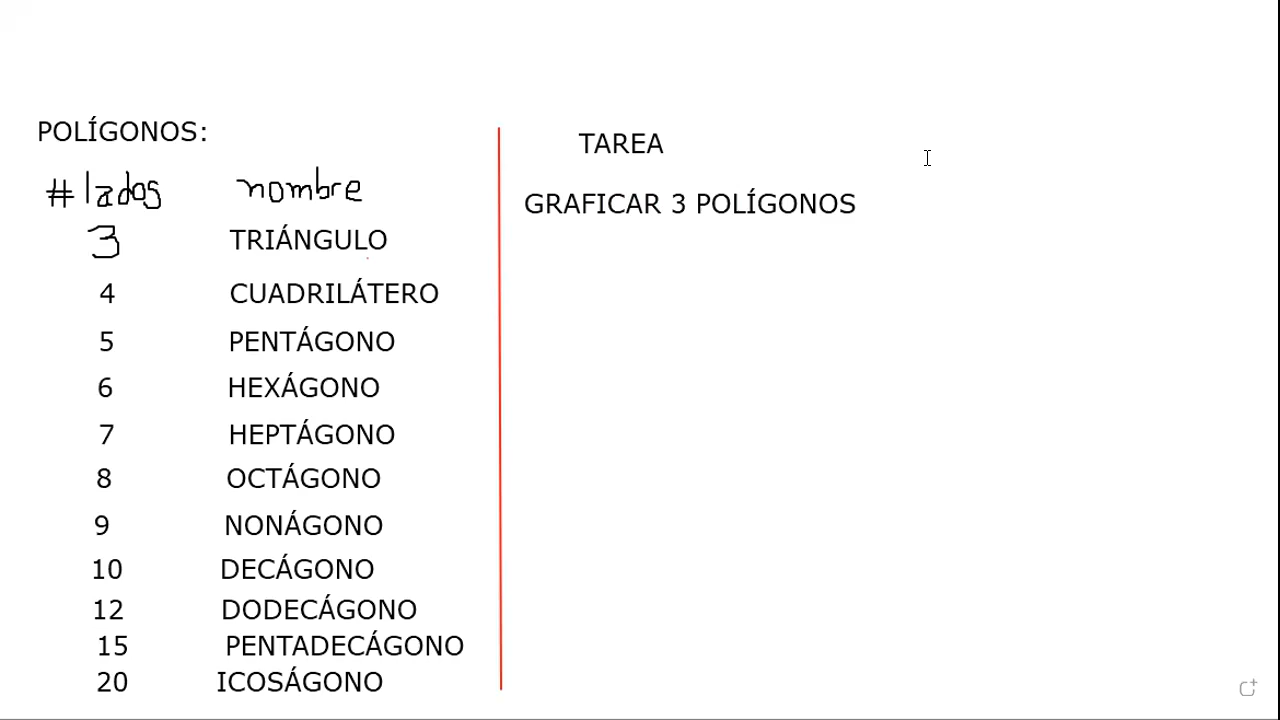 POLÍGONOS:
#lados nombre
3 TRIÁNGULO
4 CUADRILÁTERO
5 PENTÁGONO
6 HEXÁGONO
7 HEPTÁGONO
8 OCTÁGONO
9 NONÁGONO
10 DECÁGONO
12 DODECÁGONO
15 PENTADECÁGONO
20 ICOSÁGONO
TAREA
GRAFICAR 3 POLÍGONOS